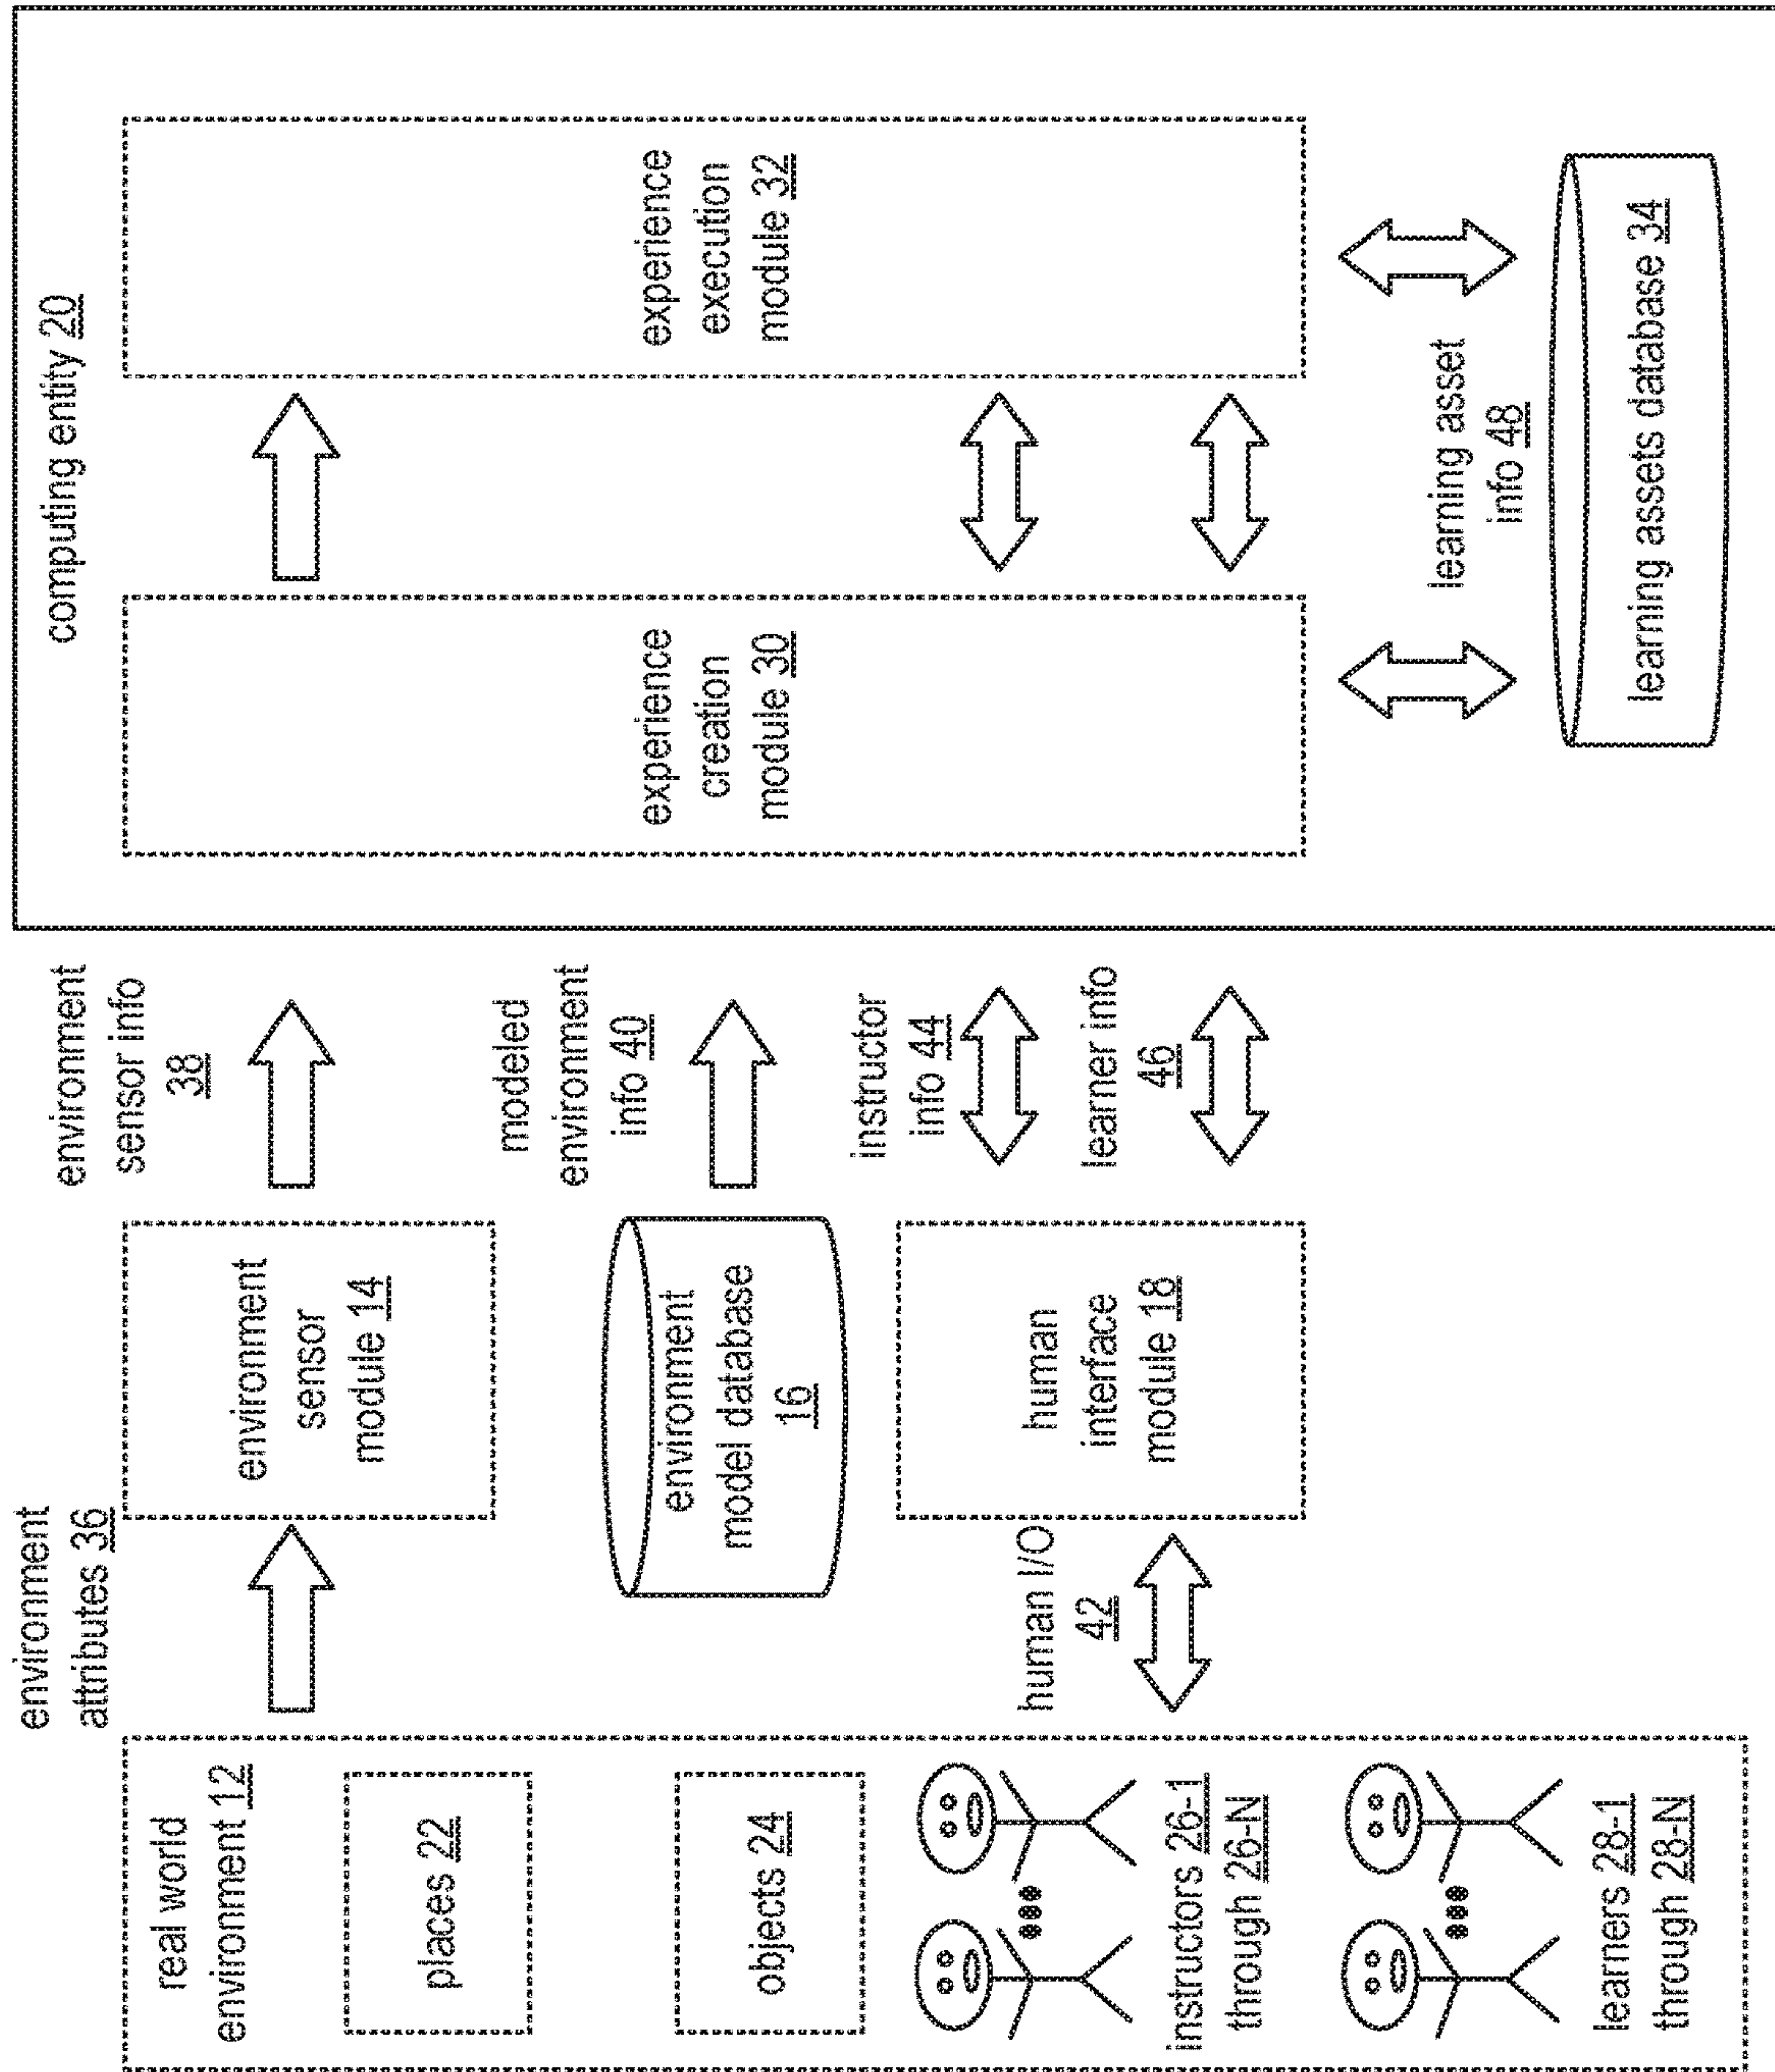 real world
environment 12
places 22
objects 24
instructors 26-1
through 26-N
learners 28-1
through 28-N
environment
attributes 36
human I/O
42
environment
sensor
module 14
environment
model database
16
human
interface
module 18
environment
sensor info
38
modeled
environment
info 40
instructor
info 44
learner info
46
computing entity 20
experience
creation
module 30
experience
execution
module 32
learning asset
info 48
learning assets database 34